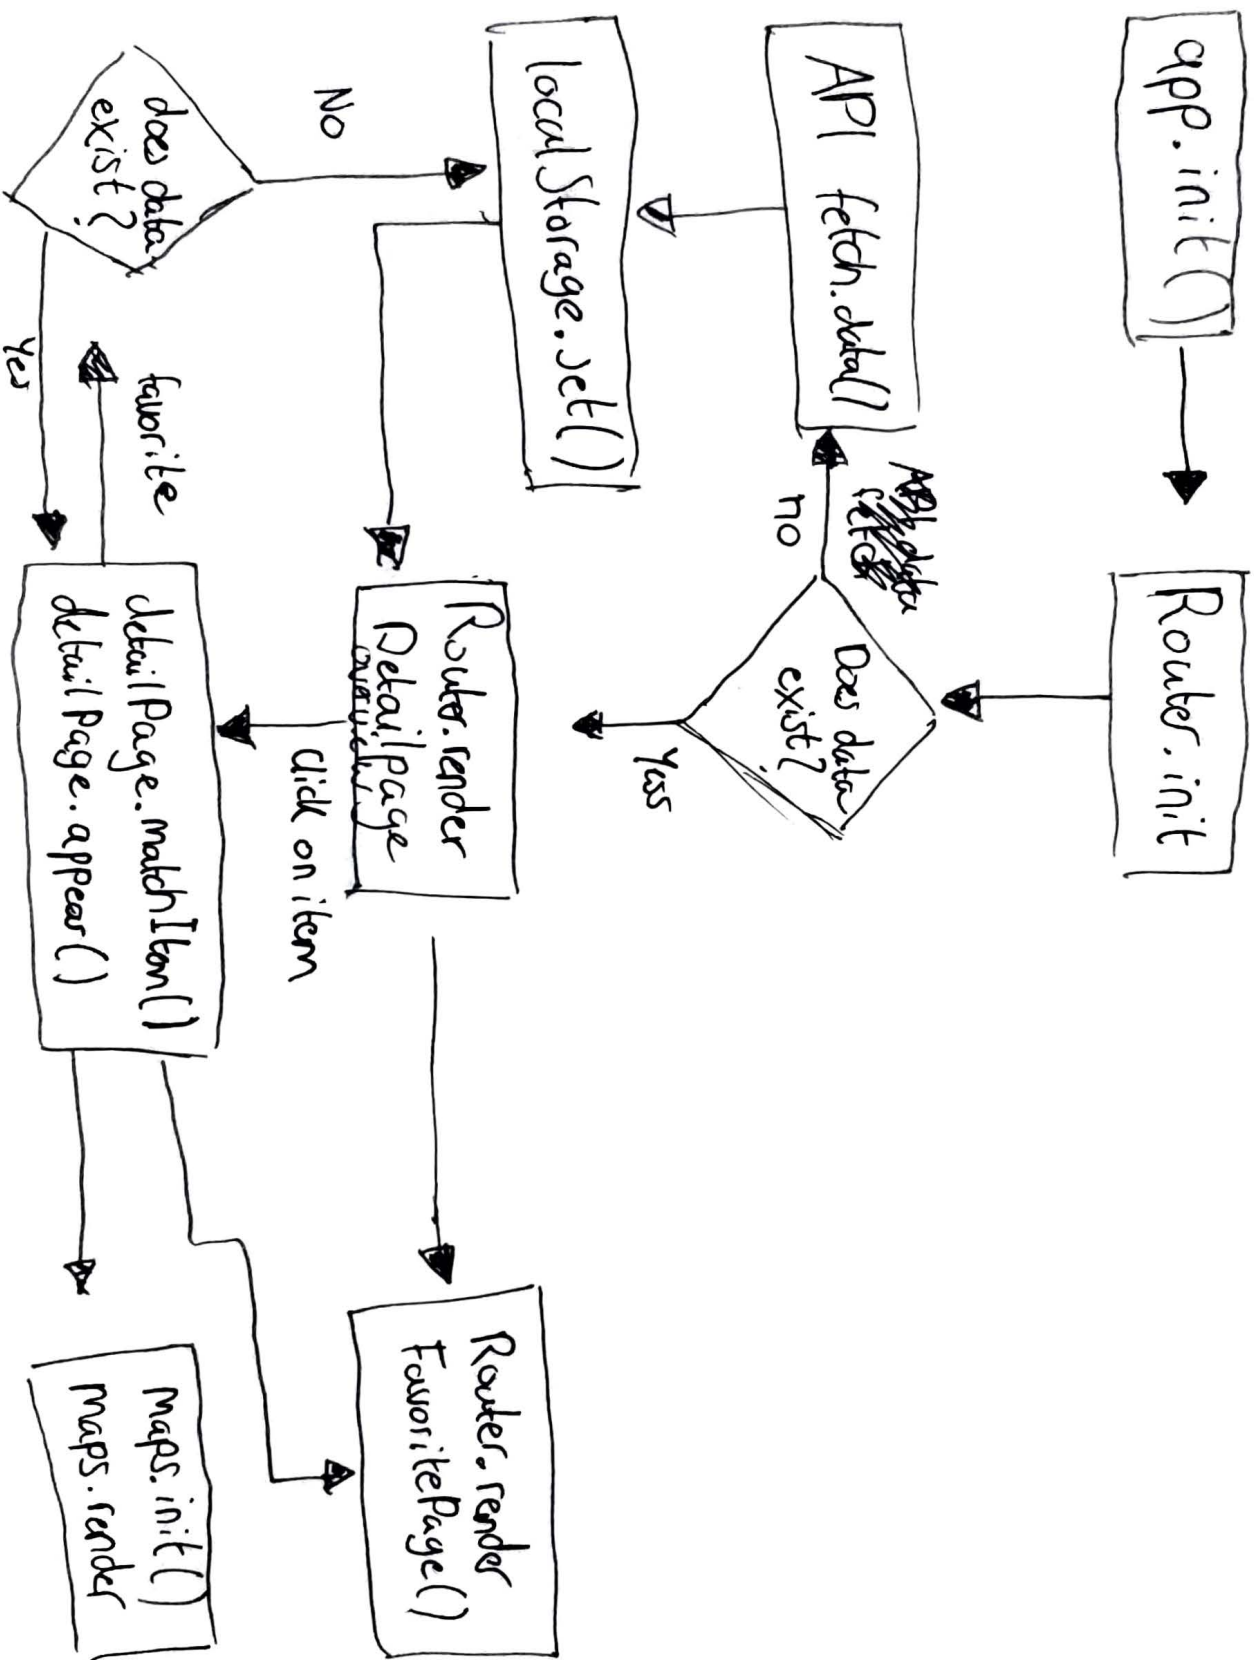 app.init()
Router.init
API fetch.data()
no
Does data
exist?
Yes
localStorage.set()
Router.render
Detailpage
overview
Router.render
FavoritePage()
No
Click on item
does data
exist?
favorite
Yes
detailPage.matchItem()
detailPage.appear()
Maps.init()
Maps.render